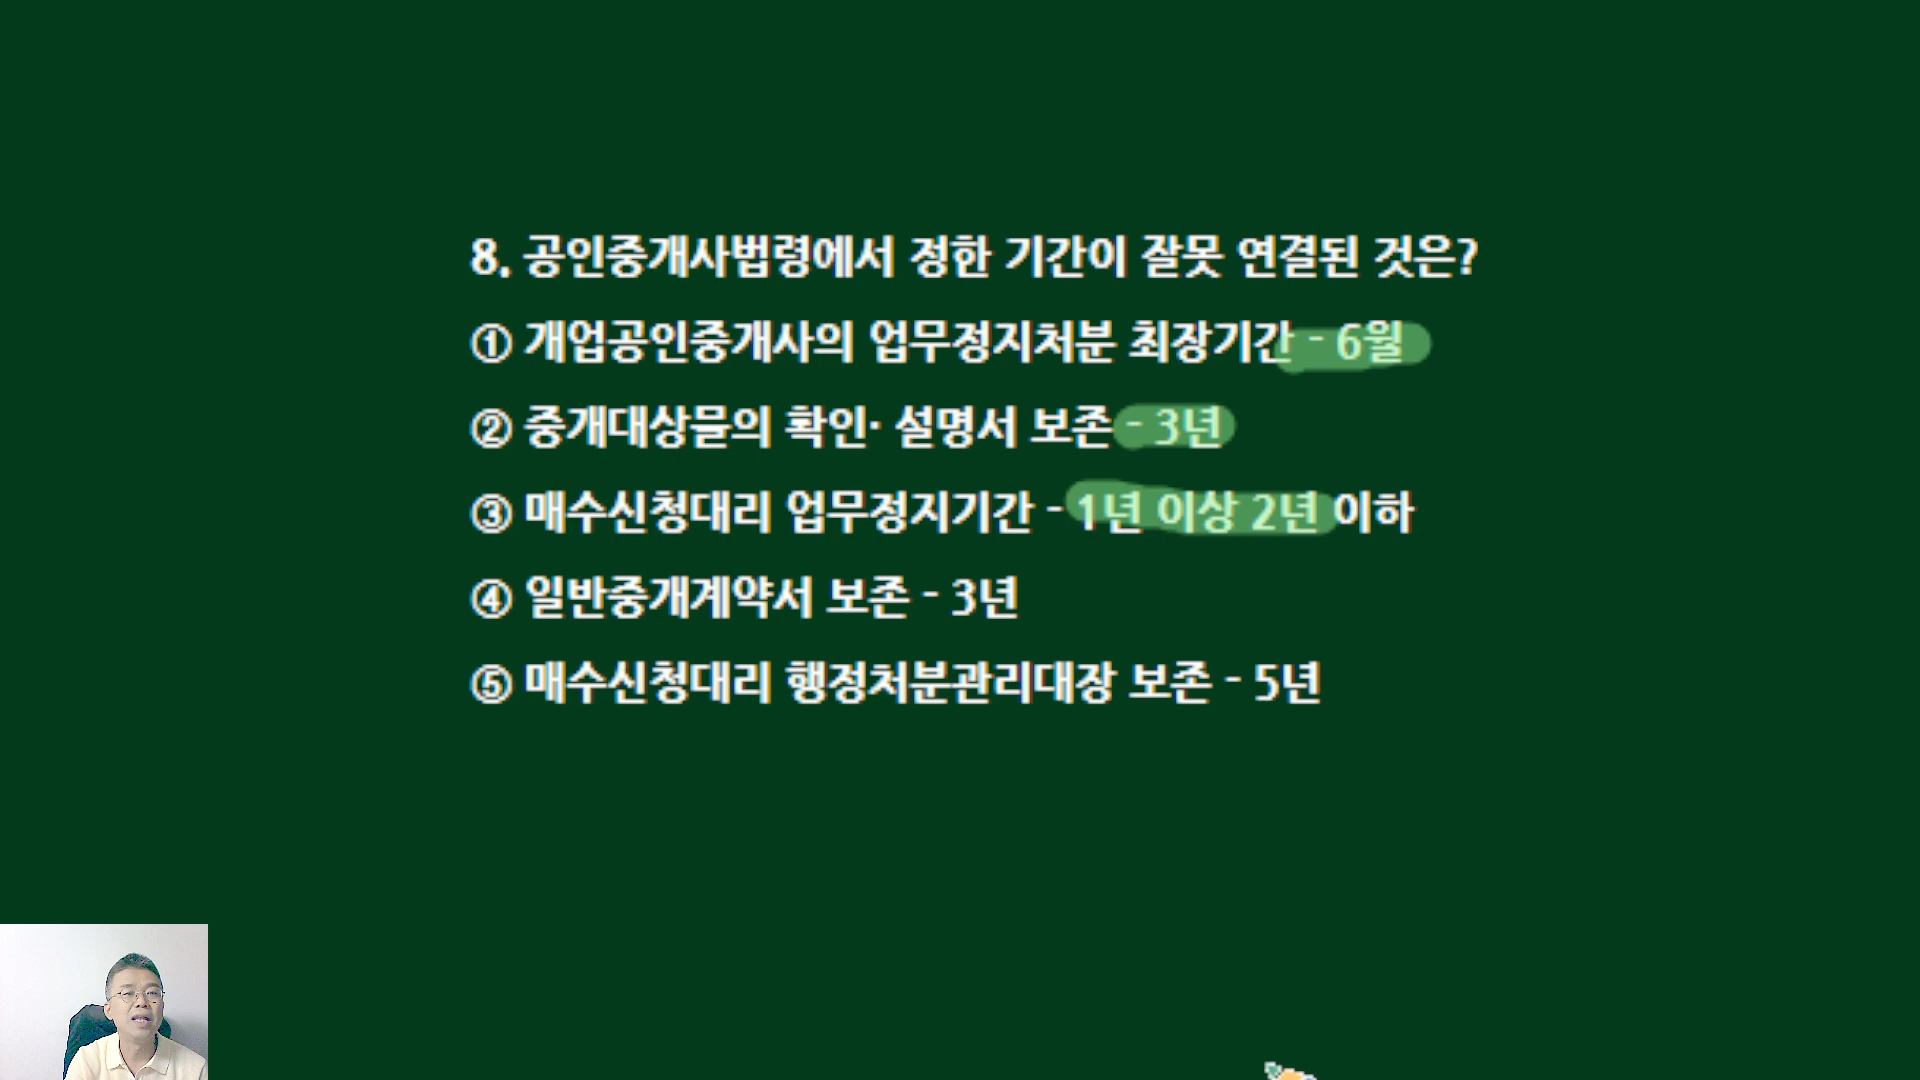 8. 공인중개사법령에서 정한 기간이 잘못 연결된 것은?
① 개업공인중개사의 업무정지처분 최장기간 - 6월
② 중개대상물의 확인· 설명서 보존 - 3년
③ 매수신청대리 업무정지기간 - 1년 이상 2년 이하
④ 일반중개계약서 보존 - 3년
⑤ 매수신청대리 행정처분관리대장 보존 - 5년